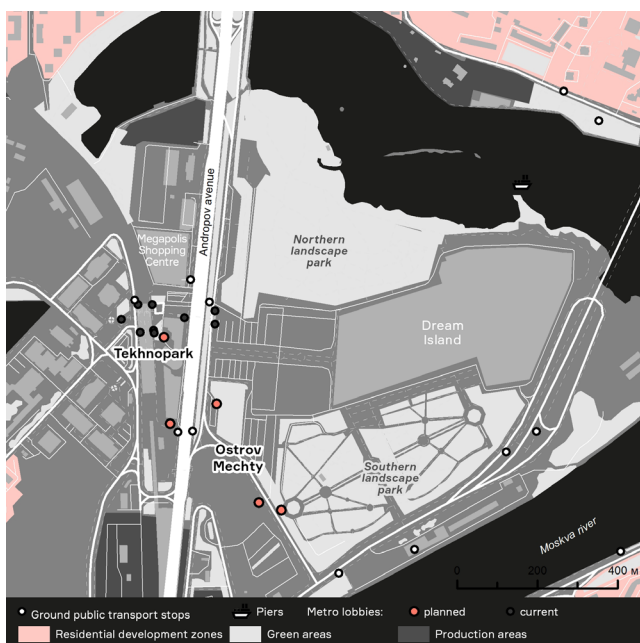 Andropov avenue
Megapolis
Shopping
Centre
Northern
landscape
park
Dream
Island
Tekhnopark
Ostrov
Mechty
Southern
landscape
park
Moskva river
0 200 400 м
Ground public transport stops Piers Metro lobbies: planned current
Residential development zones Green areas Production areas